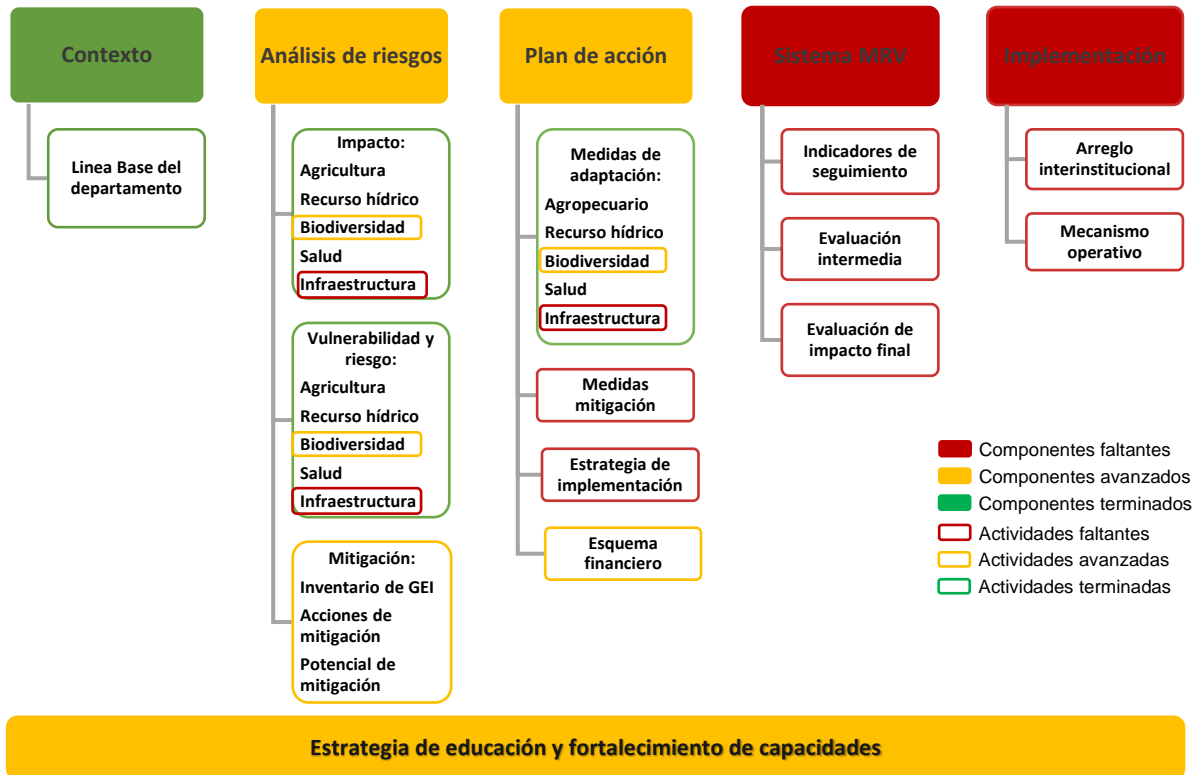 Contexto
Linea Base del
departamento
Análisis de riesgos
Impacto:
Agricultura
Recurso hídrico
Biodiversidad
Salud
Infraestructura
Vulnerabilidad y
riesgo:
Agricultura
Recurso hídrico
Biodiversidad
Salud
Infraestructura
Mitigación:
Inventario de GEI
Acciones de
mitigación
Potencial de
mitigación
Plan de acción
Medidas de
adaptación:
Agropecuario
Recurso hídrico
Biodiversidad
Salud
Infraestructura
Medidas
mitigación
Estrategia de
implementación
Esquema
financiero
Sistema MRV
Indicadores de
seguimiento
Evaluación
intermedia
Evaluación de
impacto final
Implementación
Arreglo
interinstitucional
Mecanismo
operativo
Componentes faltantes
Componentes avanzados
Componentes terminados
Actividades faltantes
Actividades avanzadas
Actividades terminadas
Estrategia de educación y fortalecimiento de capacidades